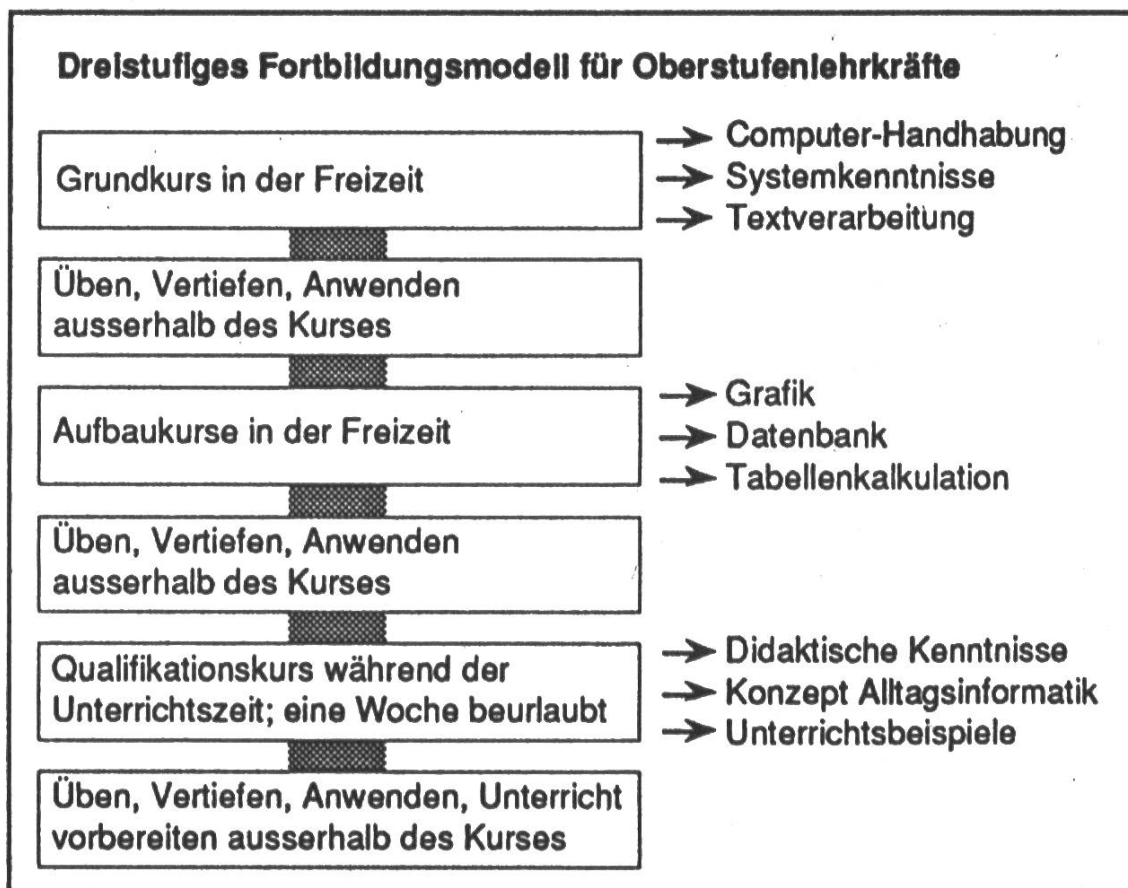 Dreistufiges Fortbildungsmodell für Oberstufenlehrkräfte
Grundkurs in der Freizeit
Computer-Handhabung
Systemkenntnisse
Textverarbeitung
Üben, Vertiefen, Anwenden
ausserhalb des Kurses
Aufbaukurse in der Freizeit
Grafik
Datenbank
Tabellenkalkulation
Üben, Vertiefen, Anwenden
ausserhalb des Kurses
Qualifikationskurs während der
Unterrichtszeit; eine Woche beurlaubt
Didaktische Kenntnisse
Konzept Alltagsinformatik
Unterrichtsbeispiele
Üben, Vertiefen, Anwenden, Unterricht
vorbereiten ausserhalb des Kurses